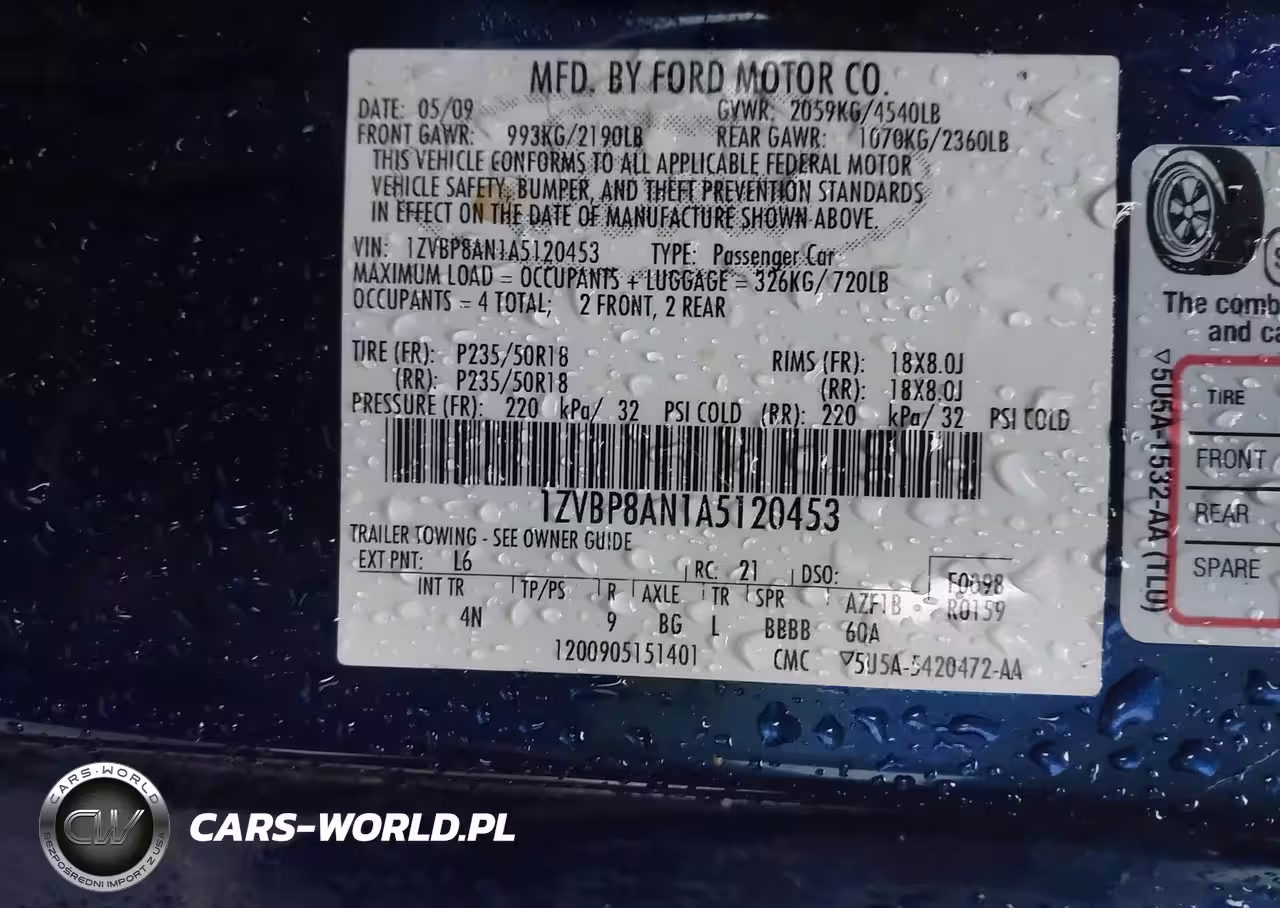 MFD. BY FORD MOTOR CO.
DATE: 05/09 GVWR: 2059KG/4540LB
FRONT GAWR: 993KG/2190LB REAR GAWR: 1070KG/2360LB
THIS VEHICLE CONFORMS TO ALL APPLICABLE FEDERAL MOTOR
VEHICLE SAFETY, BUMPER, AND THEFT PREVENTION STANDARDS
IN EFFECT ON THE DATE OF MANUFACTURE SHOWN ABOVE.
VIN: 1ZVBP8AN1A5120453 TYPE: Passenger Car
MAXIMUM LOAD = OCCUPANTS + LUGGAGE = 326KG/720LB
OCCUPANTS = 4 TOTAL; 2 FRONT, 2 REAR
TIRE (FR): P235/50R18 RIMS (FR): 18X8.0J
(RR): P235/50R18 (RR): 18X8.0J
PRESSURE (FR): 220 kPa/ 32 PSI COLD (RR): 220 kPa/ 32 PSI COLD
1ZVBP8AN1A5120453
TRAILER TOWING - SEE OWNER GUIDE
EXT PNT: L6 RC: 21 DSO: F0098
INT TR TP/PS R AXLE TR SPR AZF1B R0159
4N 9 BG L BBBB 60A
1200905151401 CMC ▽5U5A-5420472-AA
The comb
and ca
▽5U5A-1532-AA (TLU)
TIRE
FRONT
REAR
SPARE
CARS-WORLD
CW
BEZPOŚREDNI IMPORT Z USA
CARS-WORLD.PL